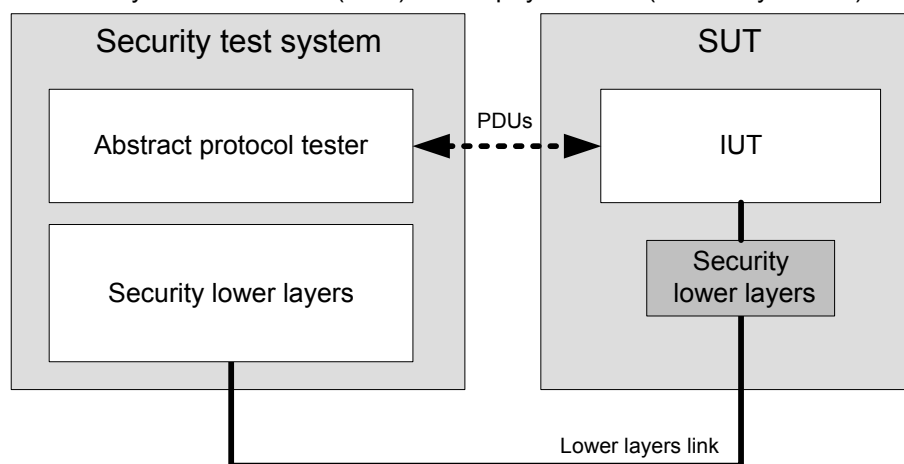 Security test system
SUT
Abstract protocol tester
PDUs
IUT
Security lower layers
Security
lower layers
Lower layers link